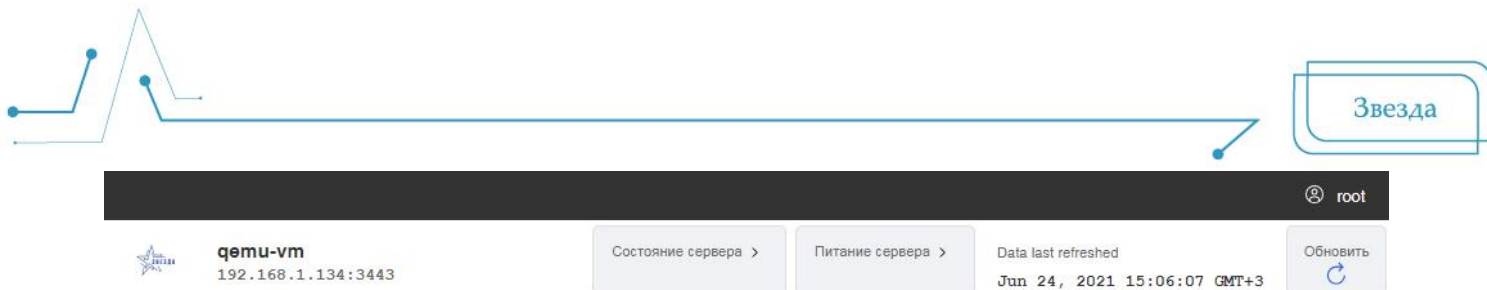 Звезда
root
ЗВЕЗДА
qemu-vm
192.168.1.134:3443
Состояние сервера >
Питание сервера >
Data last refreshed
Jun 24, 2021 15:06:07 GMT+3
Обновить